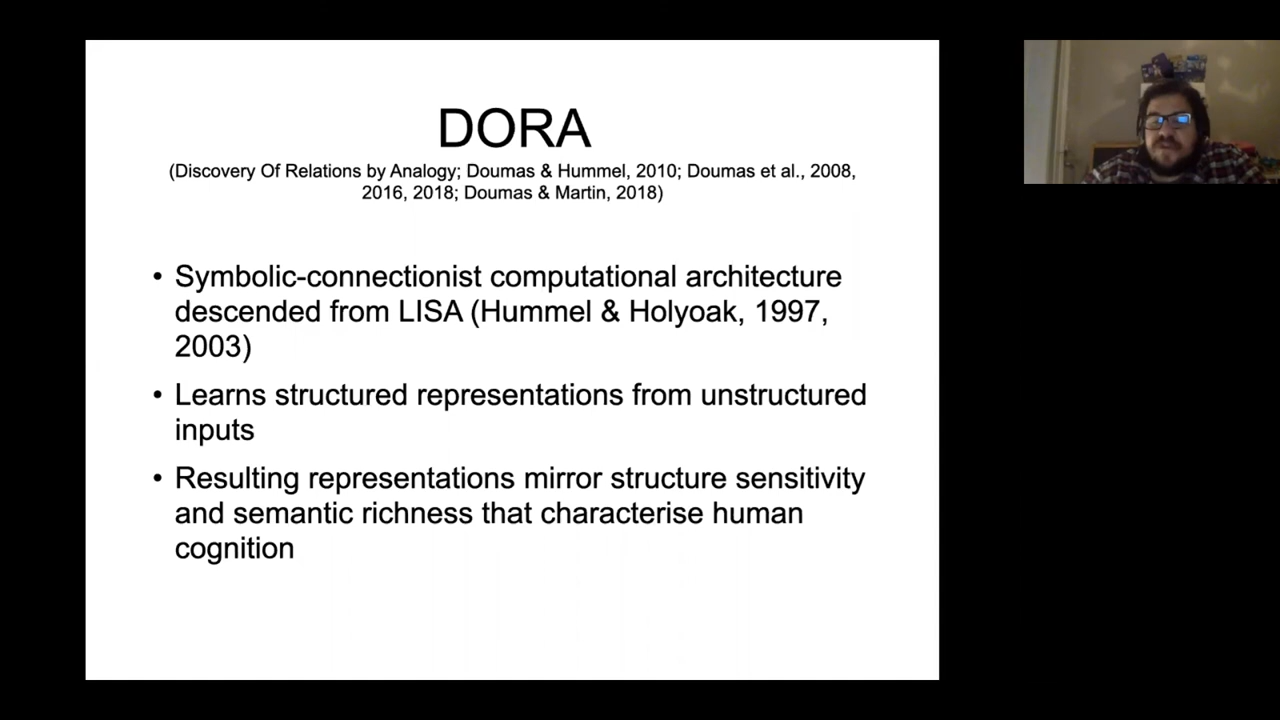 DORA
(Discovery Of Relations by Analogy; Doumas & Hummel, 2010; Doumas et al., 2008,
2016, 2018; Doumas & Martin, 2018)
• Symbolic-connectionist computational architecture
descended from LISA (Hummel & Holyoak, 1997,
2003)
• Learns structured representations from unstructured
inputs
• Resulting representations mirror structure sensitivity
and semantic richness that characterise human
cognition